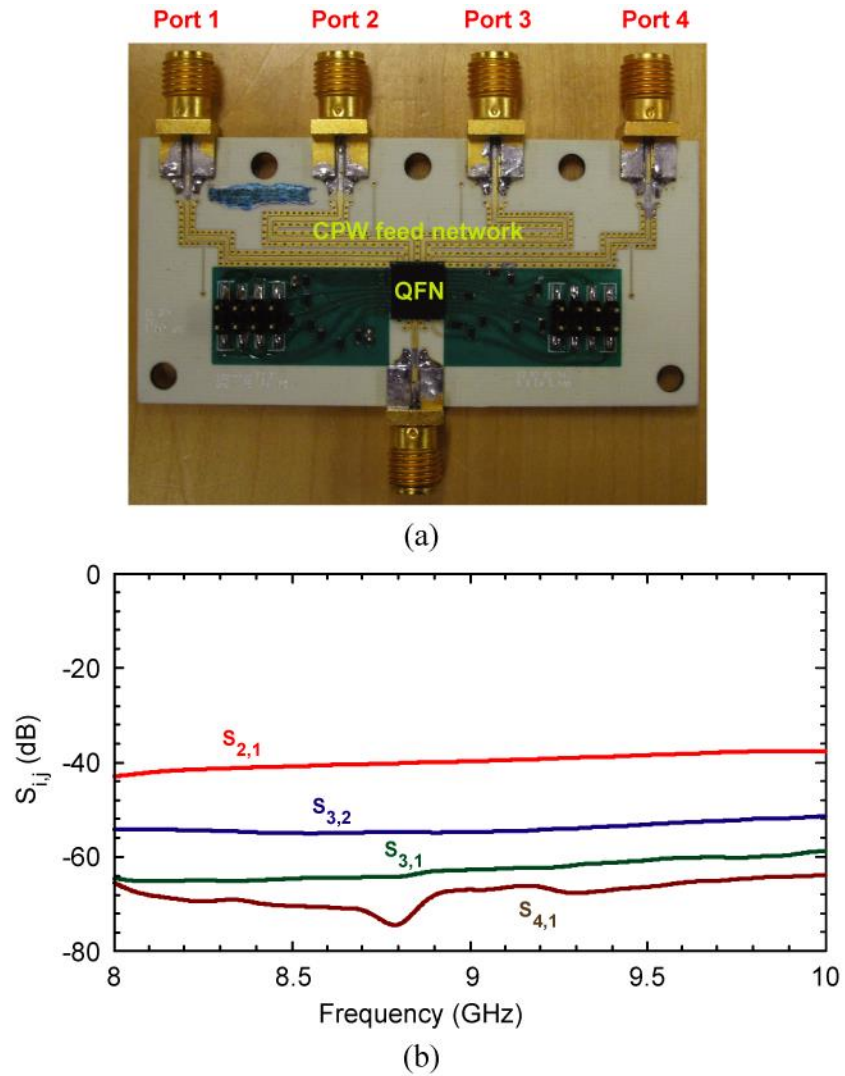 Port 1 Port 2 Port 3 Port 4
CPW feed network
QFN
(a)
0
-20
-40
-60
-80
S2,1
S3,2
S3,1
S4,1
Si,j (dB)
8 8.5 9 9.5 10
Frequency (GHz)
(b)